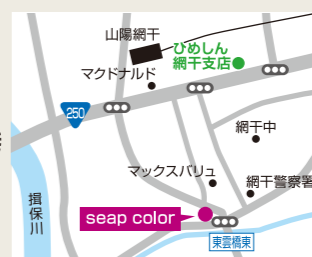 山陽網干
ひめしん
網干支店
マクドナルド
250
網干中
マックスバリュ
網干警察署
揖保川
seap color
東雲橋東